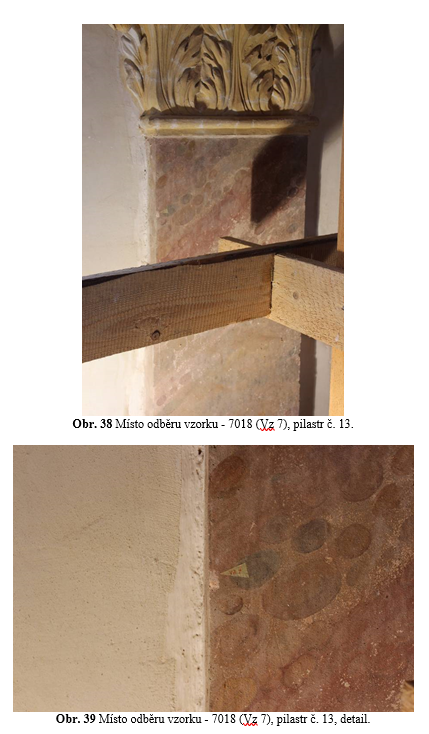 Obr. 38 Místo odběru vzorku - 7018 (Vz 7), pilastr č. 13.
Obr. 39 Místo odběru vzorku - 7018 (Vz 7), pilastr č. 13, detail.